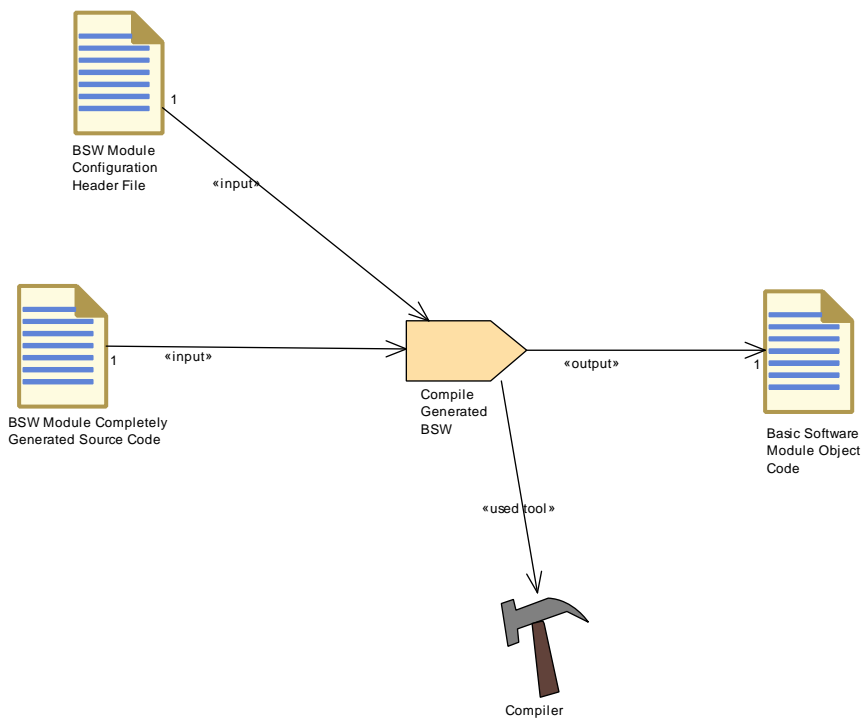 1
BSW Module
Configuration
Header File
«input»
1
«input»
BSW Module Completely
Generated Source Code
Compile
Generated
BSW
«output»
1
Basic Software
Module Object
Code
«used tool»
Compiler